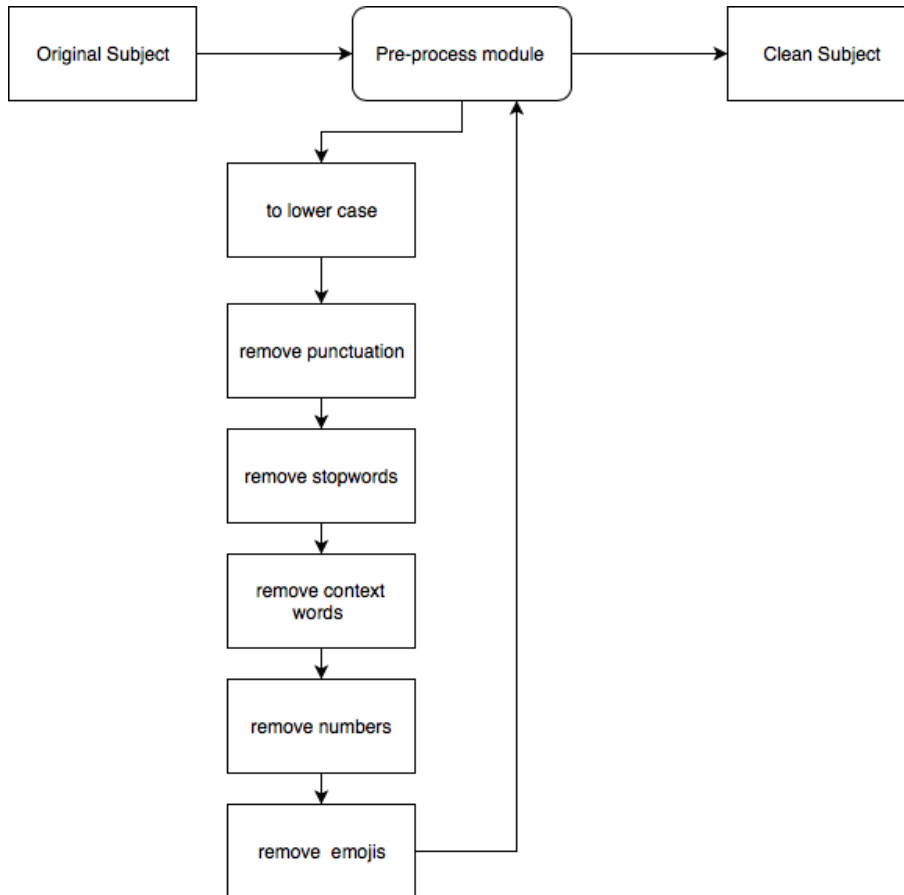 Original Subject
Pre-process module
Clean Subject
to lower case
remove punctuation
remove stopwords
remove context
words
remove numbers
remove  emojis